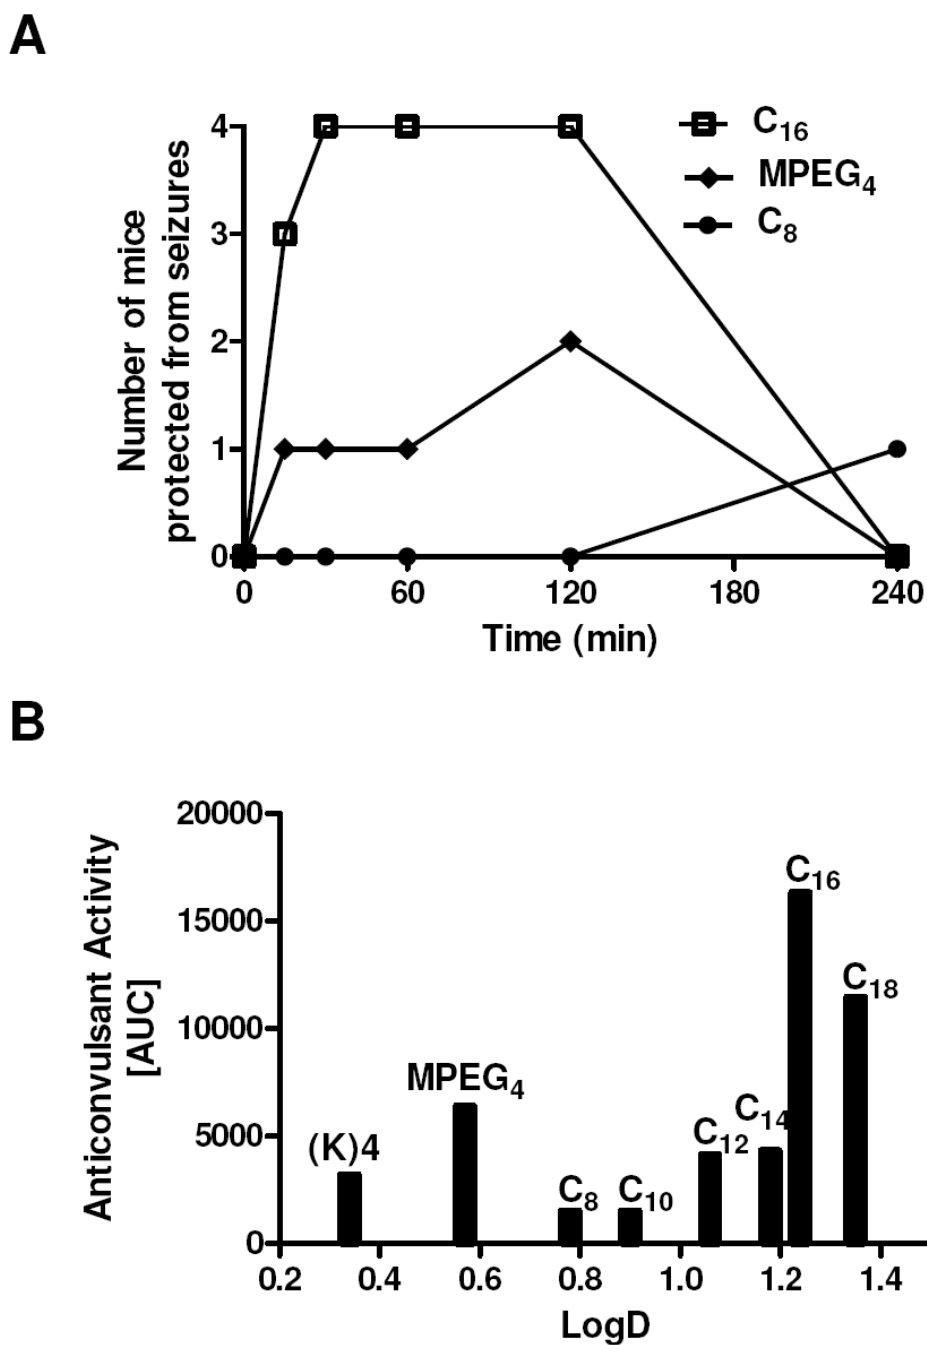 A
4
3
2
1
0
Number of mice
protected from seizures
C16
MPEG4
C8
0 60 120 180 240
Time (min)
B
20000
15000
10000
5000
0
Anticonvulsant Activity
[AUC]
(K)4
MPEG4
C8
C10
C12
C14
C16
C18
0.2 0.4 0.6 0.8 1.0 1.2 1.4
LogD